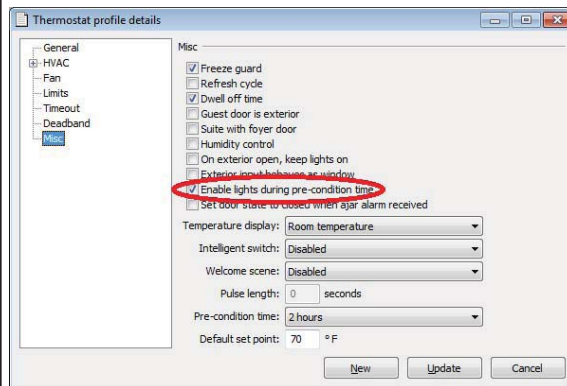 Thermostat profile details
General
HVAC
Fan
Limits
Timeout
Deadband
Misc
Misc
Freeze guard
Refresh cycle
Dwell off time
Guest door is exterior
Suite with foyer door
Humidity control
On exterior open, keep lights on
Exterior input behaves as window
Enable lights during pre-condition time
Set door state to closed when ajar alarm received
Temperature display: Room temperature
Intelligent switch: Disabled
Welcome scene: Disabled
Pulse length: 0 seconds
Pre-condition time: 2 hours
Default set point: 70 ° F
New Update Cancel